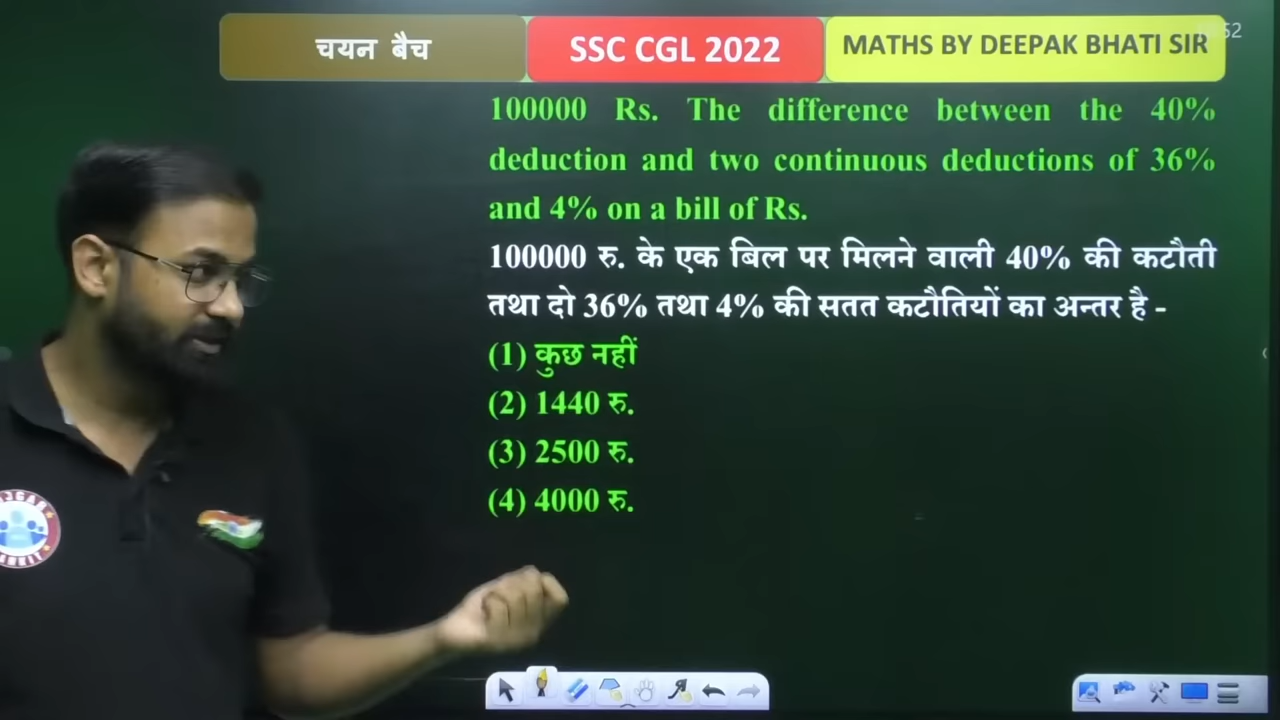 चयन बैच
SSC CGL 2022
MATHS BY DEEPAK BHATI SIR
100000 Rs. The difference between the 40%
deduction and two continuous deductions of 36%
and 4% on a bill of Rs.
100000 रु. के एक बिल पर मिलने वाली 40% की कटौती
तथा दो 36% तथा 4% की सतत कटौतियों का अन्तर है -
(1) कुछ नहीं
(2) 1440 रु.
(3) 2500 रु.
(4) 4000 रु.